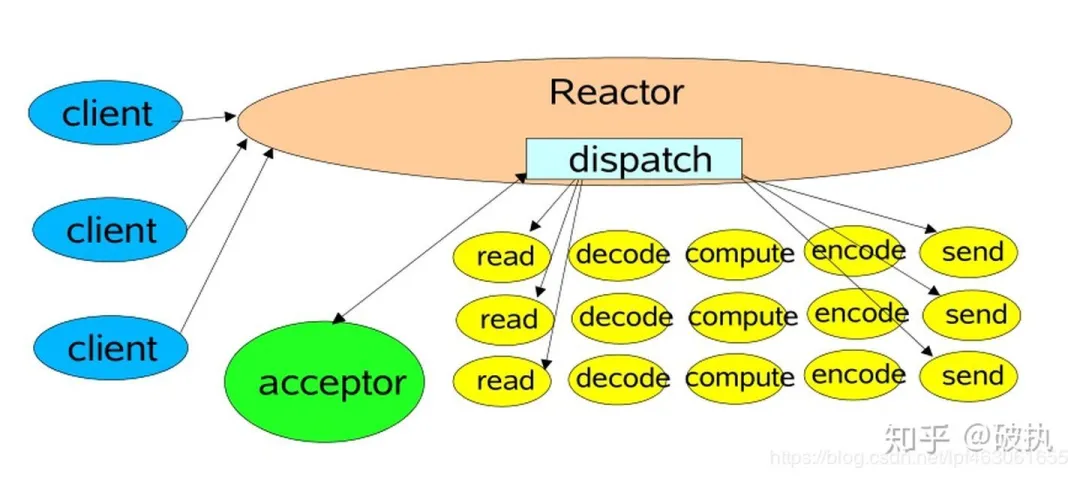 Reactor
client
dispatch
client
read decode compute encode send
read decode compute encode send
client
acceptor
read decode compute encode send
知乎 @破执
https://blog.csdn.net/lpf463061655